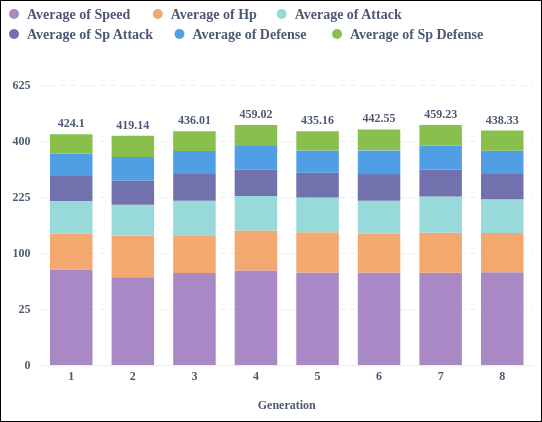 Average of Speed Average of Hp Average of Attack
Average of Sp Attack Average of Defense Average of Sp Defense
625
424.1 419.14 436.01 459.02 435.16 442.55 459.23 438.33
400
225
100
25
0
1 2 3 4 5 6 7 8
Generation